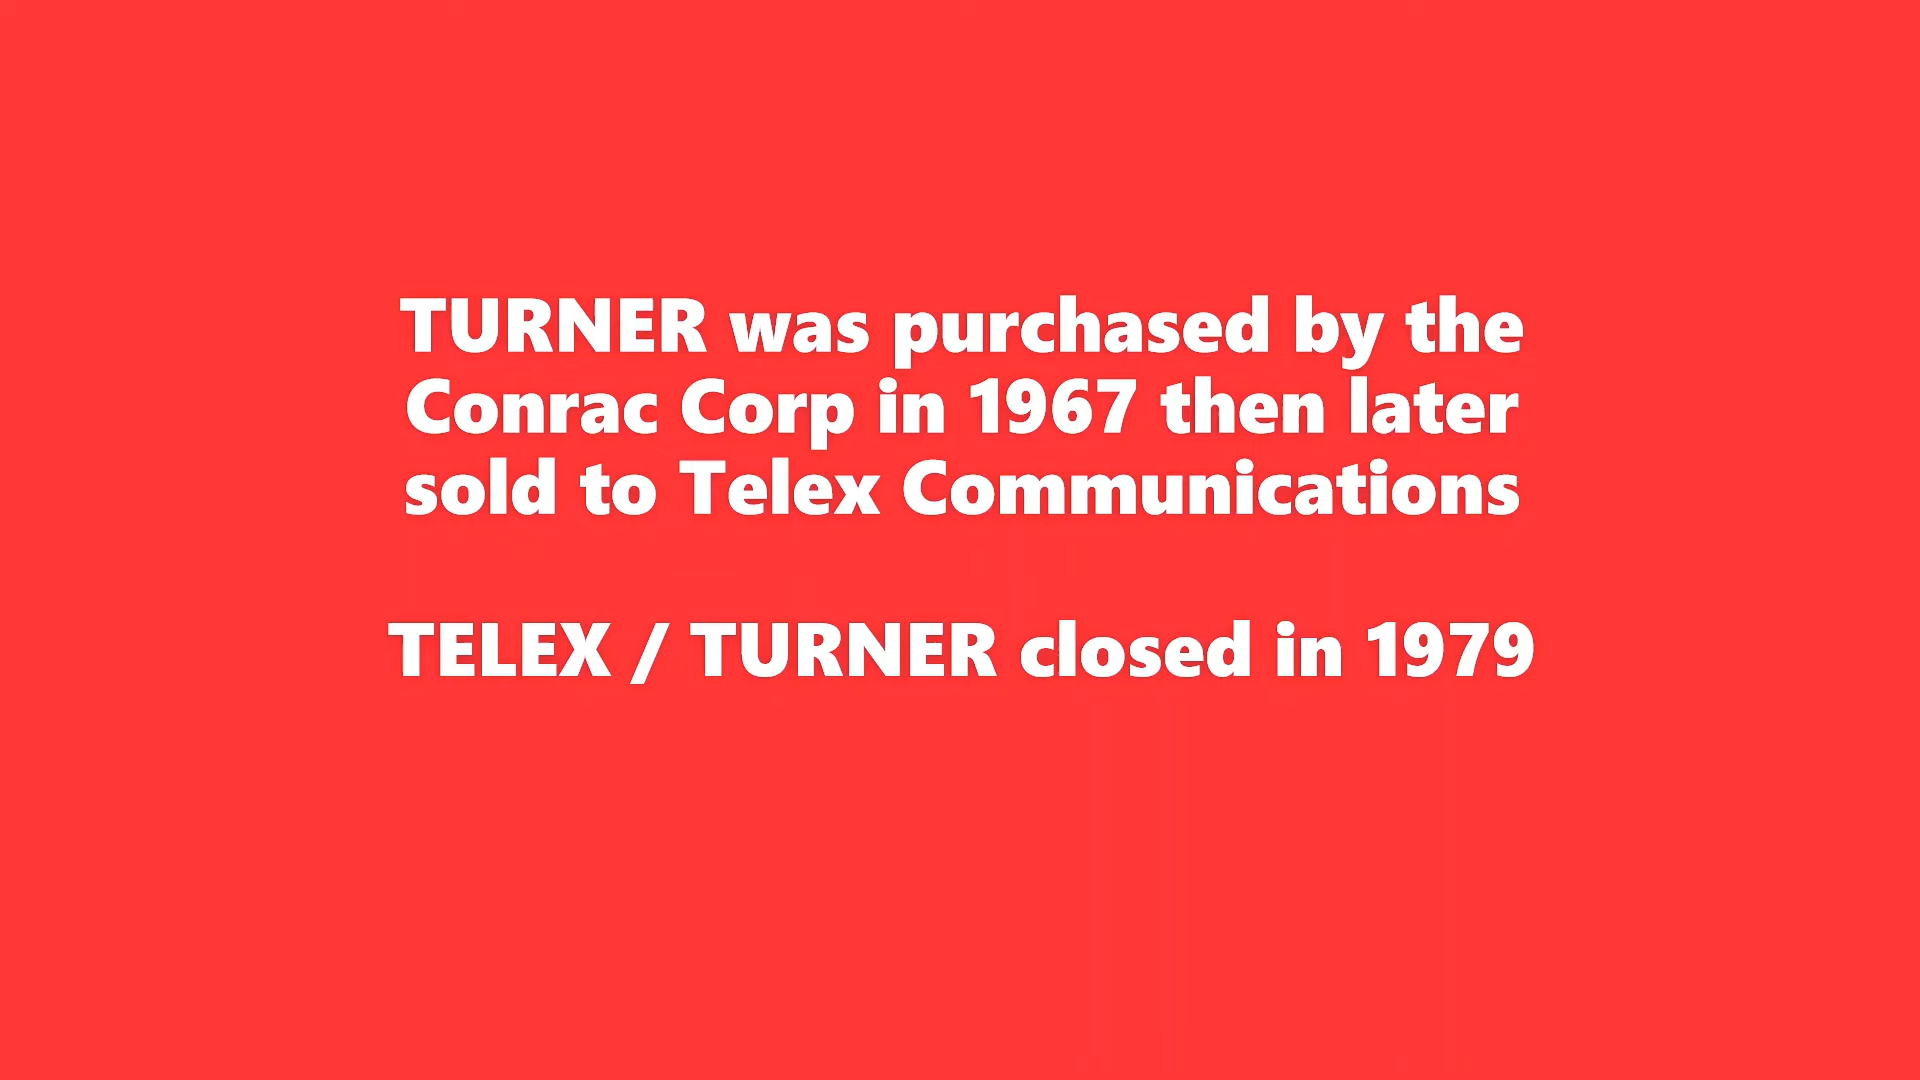 TURNER was purchased by the
Conrac Corp in 1967 then later
sold to Telex Communications
TELEX / TURNER closed in 1979